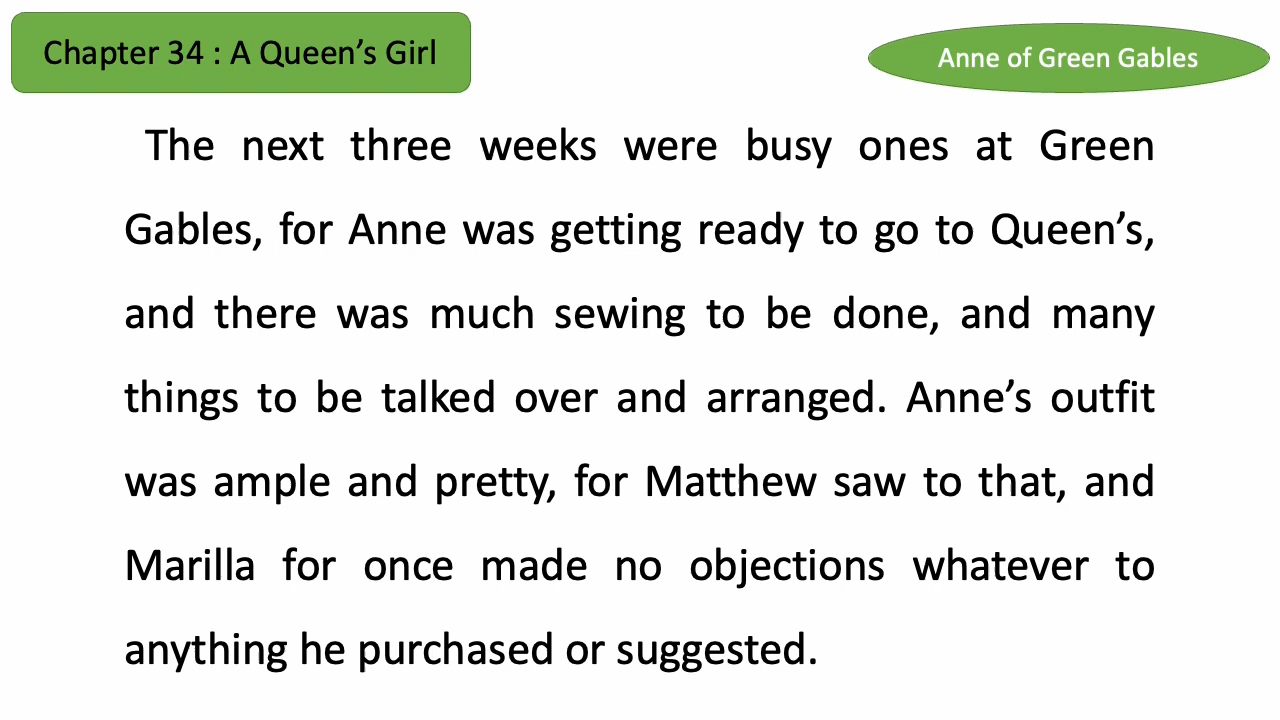 Chapter 34 : A Queen’s Girl
Anne of Green Gables
The next three weeks were busy ones at Green
Gables, for Anne was getting ready to go to Queen’s,
and there was much sewing to be done, and many
things to be talked over and arranged. Anne’s outfit
was ample and pretty, for Matthew saw to that, and
Marilla for once made no objections whatever to
anything he purchased or suggested.